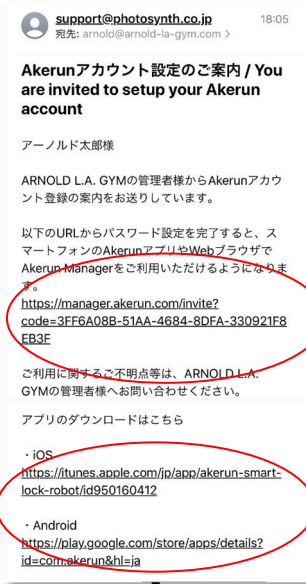 support@photosynth.co.jp 18:05
宛先: arnold@arnold-la-gym.com >
Akerunアカウント設定のご案内 / You
are invited to setup your Akerun
account
アーノルド太郎様
ARNOLD L.A. GYMの管理者様からAkerunアカウ
ント登録の案内をお送りしています。
以下のURLからパスワード設定を完了すると、ス
マートフォンのAkerunアプリやWebブラウザで
Akerun Managerをご利用いただけるようになりま
す。
https://manager.akerun.com/invite?
code=3FF6A08B-51AA-4684-8DFA-330921F8
EB3F
ご利用に関するご不明点等は、ARNOLD L.A.
GYMの管理者様へお問い合わせください。
アプリのダウンロードはこちら
・iOS
https://itunes.apple.com/jp/app/akerun-smart-
lock-robot/id950160412
・Android
https://play.google.com/store/apps/details?
id=com.akerun&hl=ja